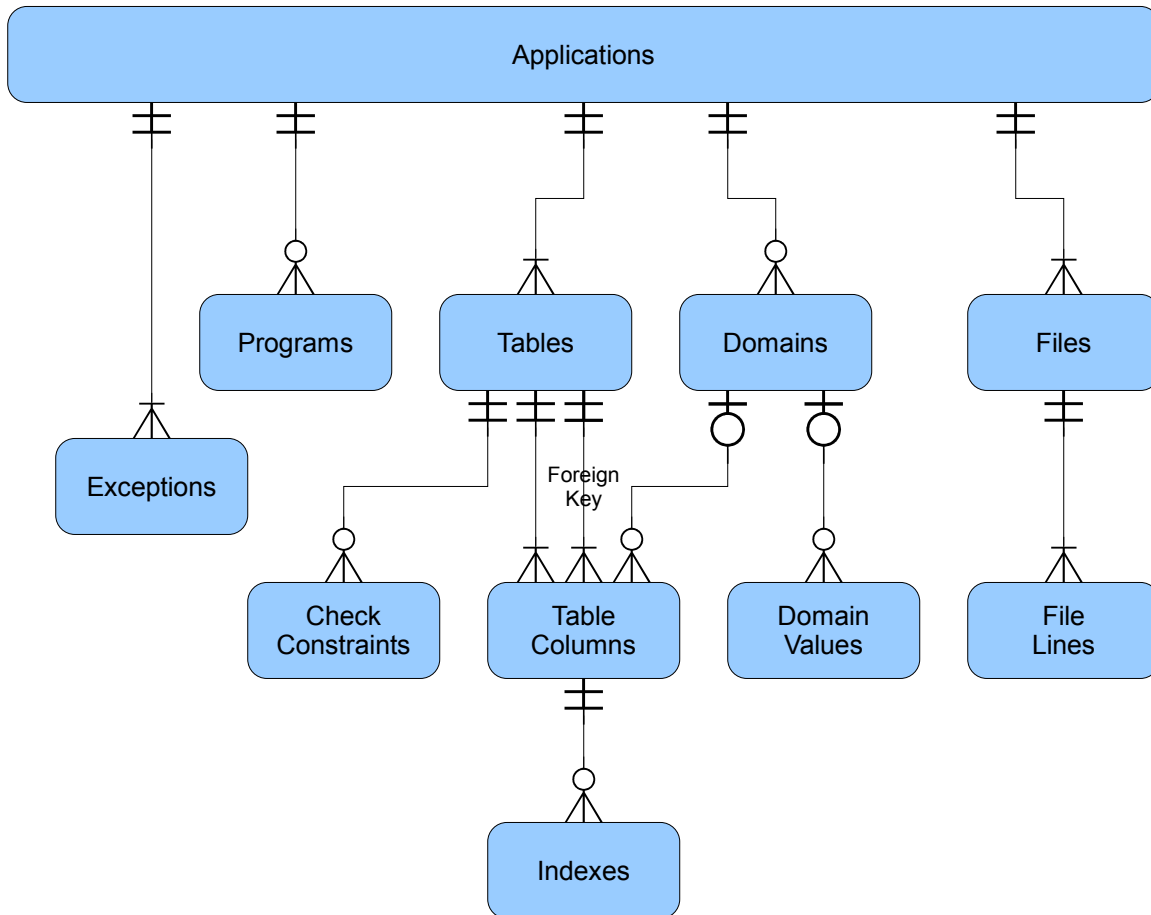 Applications
Programs
Tables
Domains
Files
Exceptions
Foreign
Key
Check
Constraints
Table
Columns
Domain
Values
File
Lines
Indexes